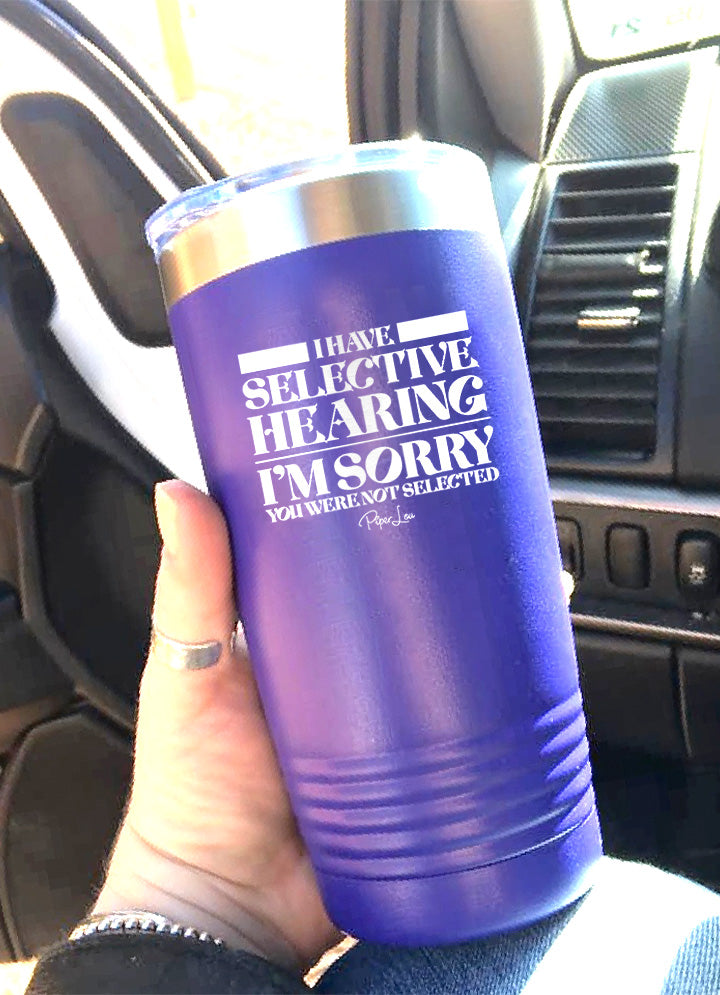 I HAVE
SELECTIVE
HEARING
I'M SORRY
YOU WERE NOT SELECTED
Piper Lou